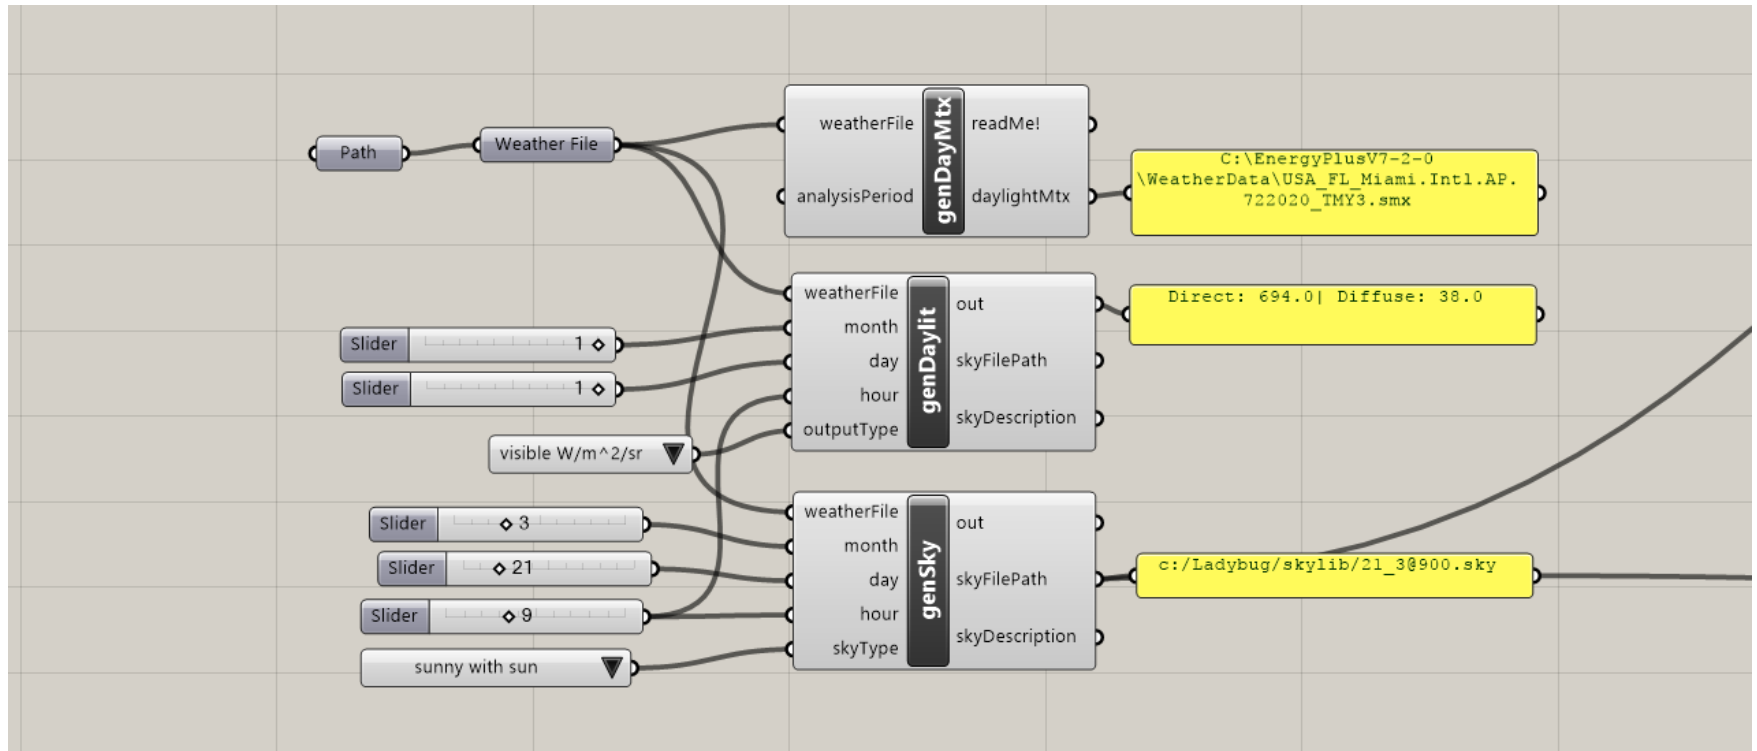 Path
Weather File
weatherFile
analysisPeriod
genDayMtx
readMe!
daylightMtx
C:\EnergyPlusV7-2-0
\WeatherData\USA_FL_Miami.Intl.AP.
722020_TMY3.smx
Slider 1
Slider 1
visible W/m^2/sr
weatherFile
month
day
hour
outputType
genDaylit
out
skyFilePath
skyDescription
Direct: 694.0| Diffuse: 38.0
Slider 3
Slider 21
Slider 9
sunny with sun
weatherFile
month
day
hour
skyType
genSky
out
skyFilePath
skyDescription
c:/Ladybug/skylib/21_3@900.sky